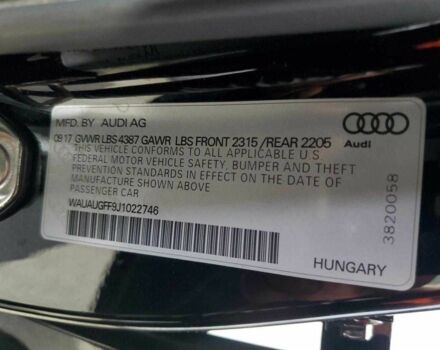 MFD. BY AUDI AG
09 17 GWWR LBS 4387 GAWR LBS FRONT 2315 /REAR 2205
THIS VEHICLE CONFORMS TO ALL APPLICABLE U S
FEDERAL MOTOR VEHICLE SAFETY, BUMPER AND THEFT
PREVENTION STANDARDS IN EFFECT ON THE DATE OF
MANUFACTURE SHOWN ABOVE
PASSENGER CAR
WAUAUGFF9J1022746
Audi
3820058
HUNGARY